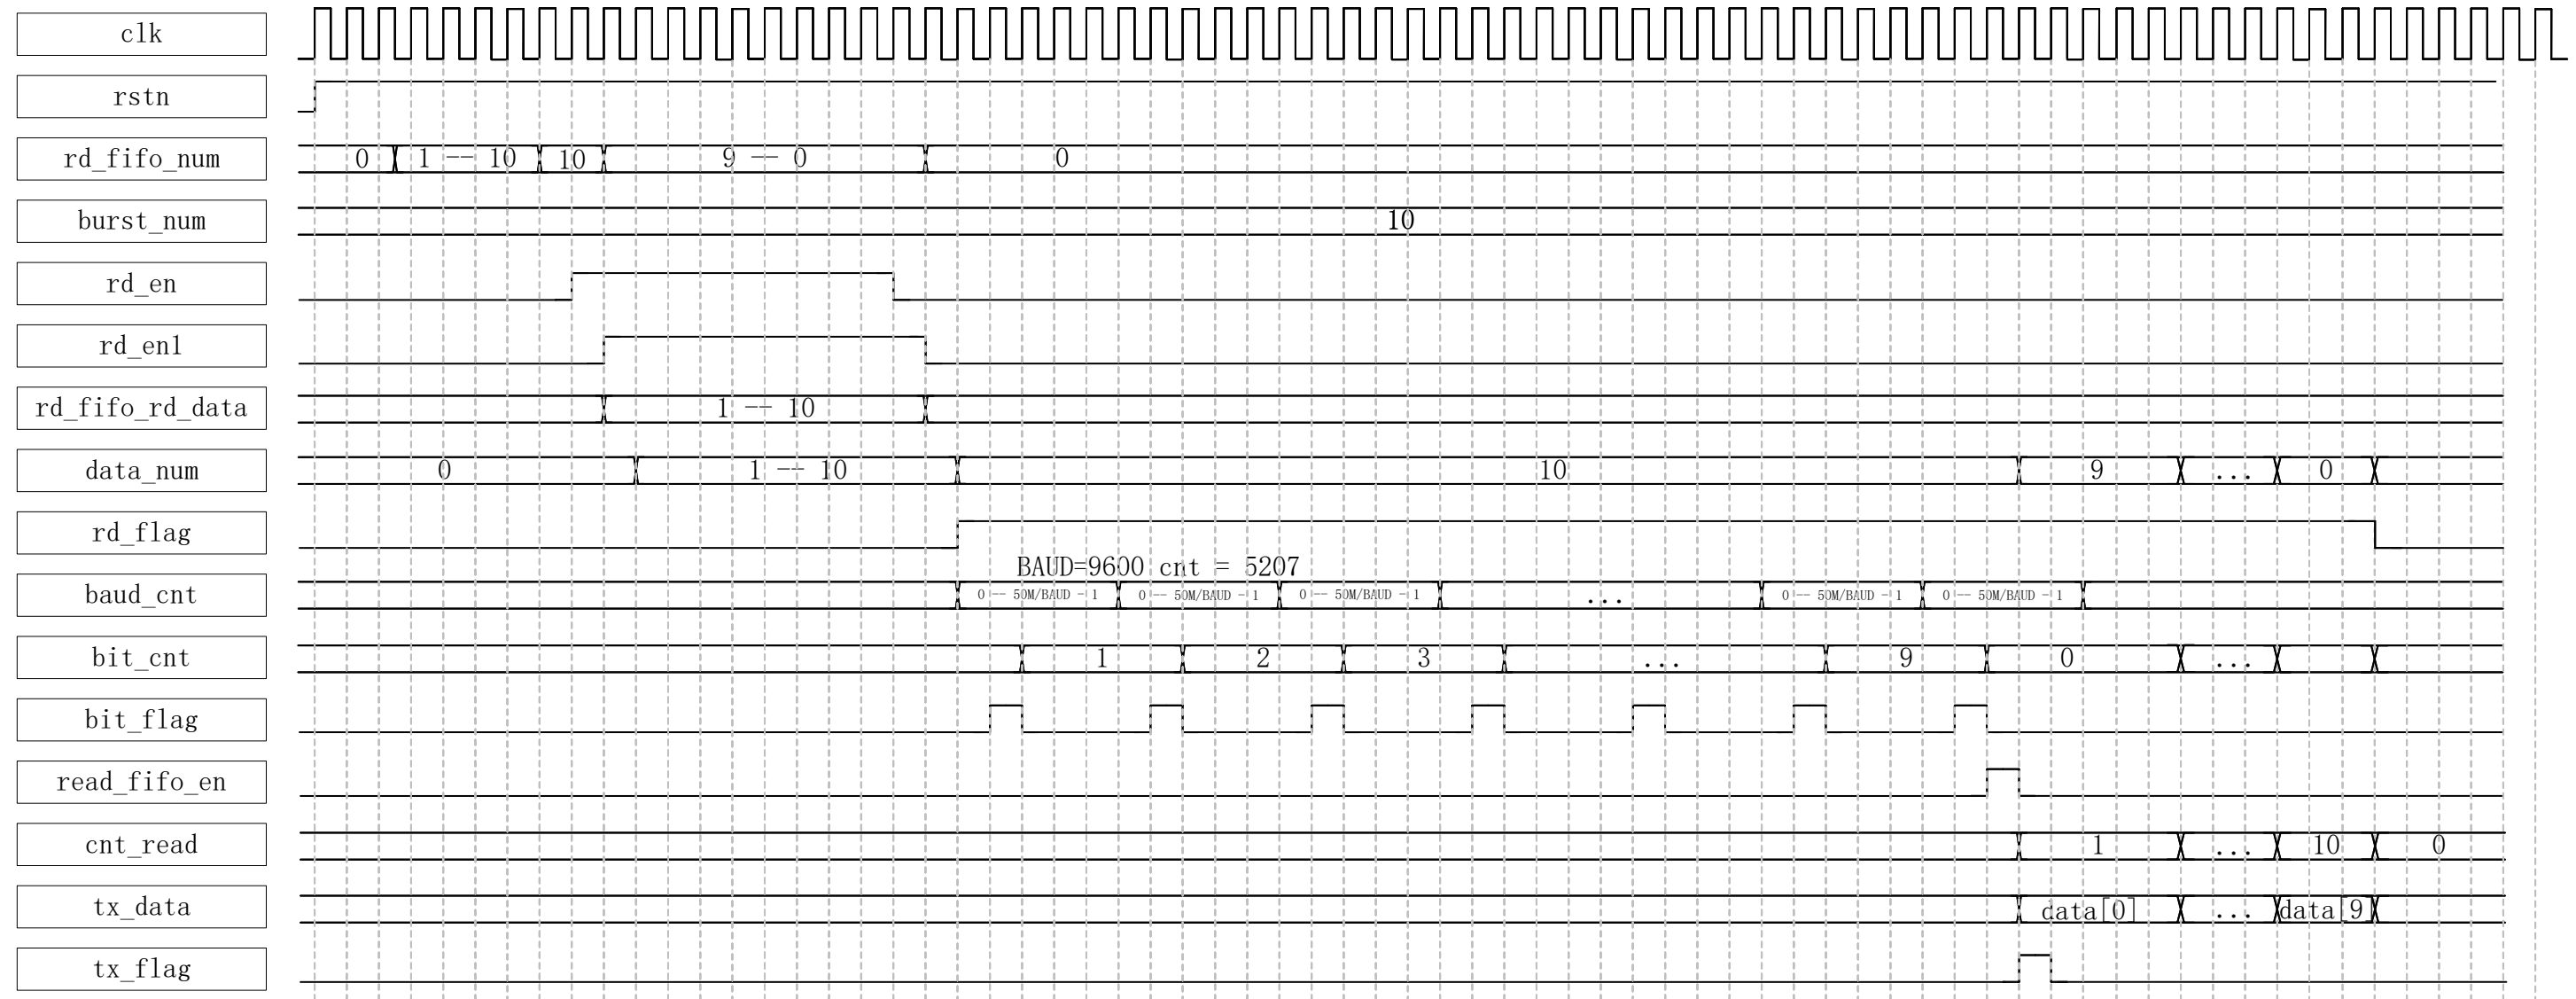 clk
rstn
rd_fifo_num 0 1 -- 10 10 9 -- 0 0
burst_num 10
rd_en
rd_en1
rd_fifo_rd_data 1 -- 10
data_num 0 1 -- 10 10 9 ... 0
rd_flag
BAUD=9600 cnt = 5207
baud_cnt 0 -- 50M/BAUD - 1 0 -- 50M/BAUD - 1 0 -- 50M/BAUD - 1 ... 0 -- 50M/BAUD - 1 0 -- 50M/BAUD - 1
bit_cnt 1 2 3 ... 9 0 ...
bit_flag
read_fifo_en
cnt_read 1 ... 10 0
tx_data data[0] ... data[9]
tx_flag